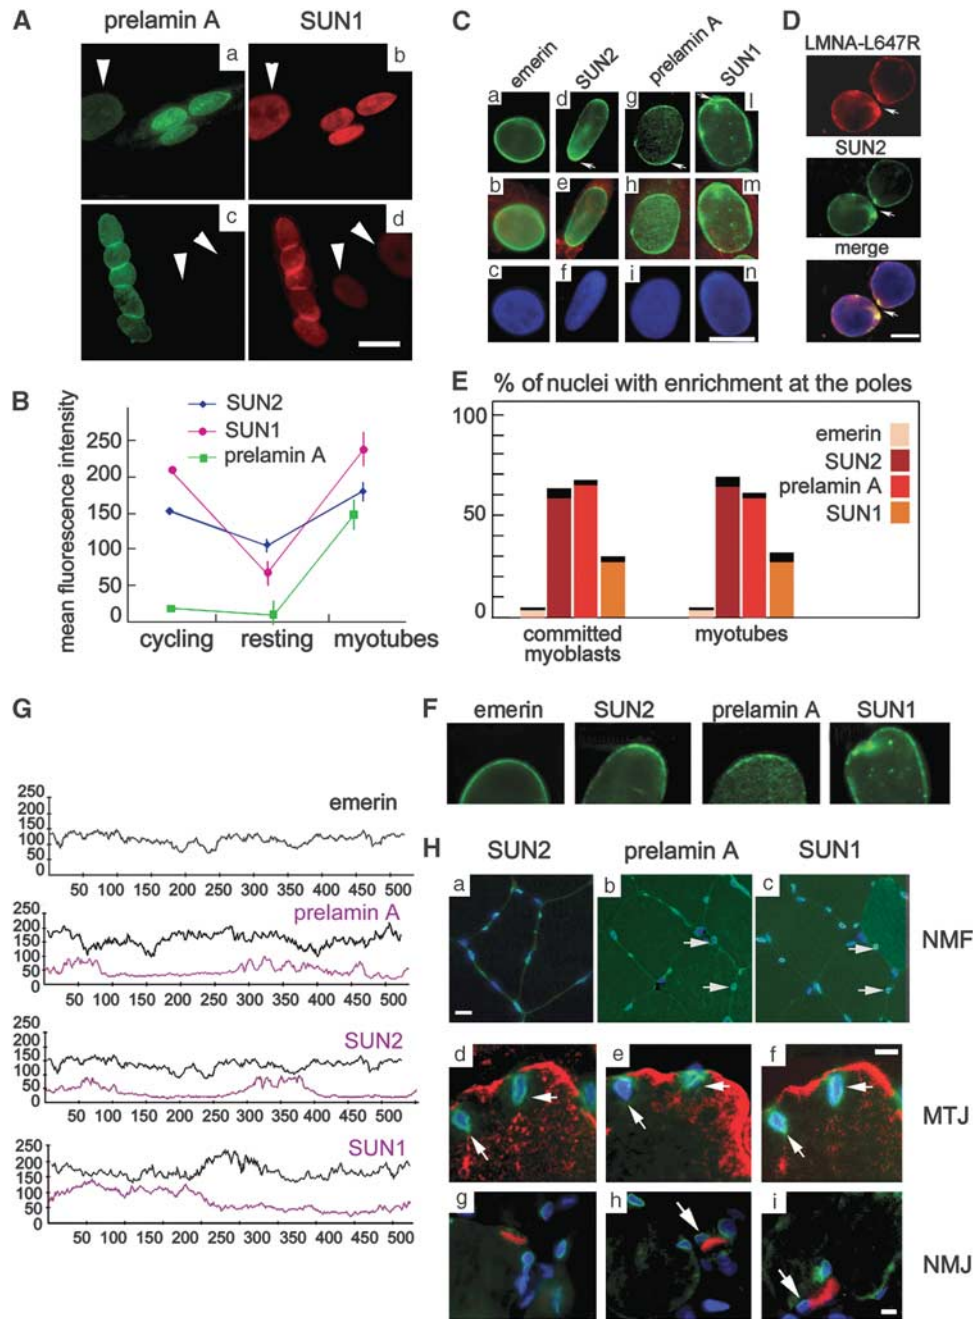 A
prelamin A SUN1
a b
c d
B
mean fluorescence intensity
250
200
150
100
50
0
SUN2
SUN1
prelamin A
cycling resting myotubes
C
emerin SUN2 prelamin A SUN1
a d g l
b e h m
c f i n
D
LMNA-L647R
SUN2
merge
E % of nuclei with enrichment at the poles
100
50
0
emerin
SUN2
prelamin A
SUN1
committed myoblasts
myotubes
F
emerin SUN2 prelamin A SUN1
G
emerin
250
200
150
100
50
0
50 100 150 200 250 300 350 400 450 500
prelamin A
250
200
150
100
50
0
50 100 150 200 250 300 350 400 450 500
SUN2
250
200
150
100
50
0
50 100 150 200 250 300 350 400 450 500
SUN1
250
200
150
100
50
0
50 100 150 200 250 300 350 400 450 500
H
SUN2 prelamin A SUN1
a b c NMF
d e f MTJ
g h i NMJ